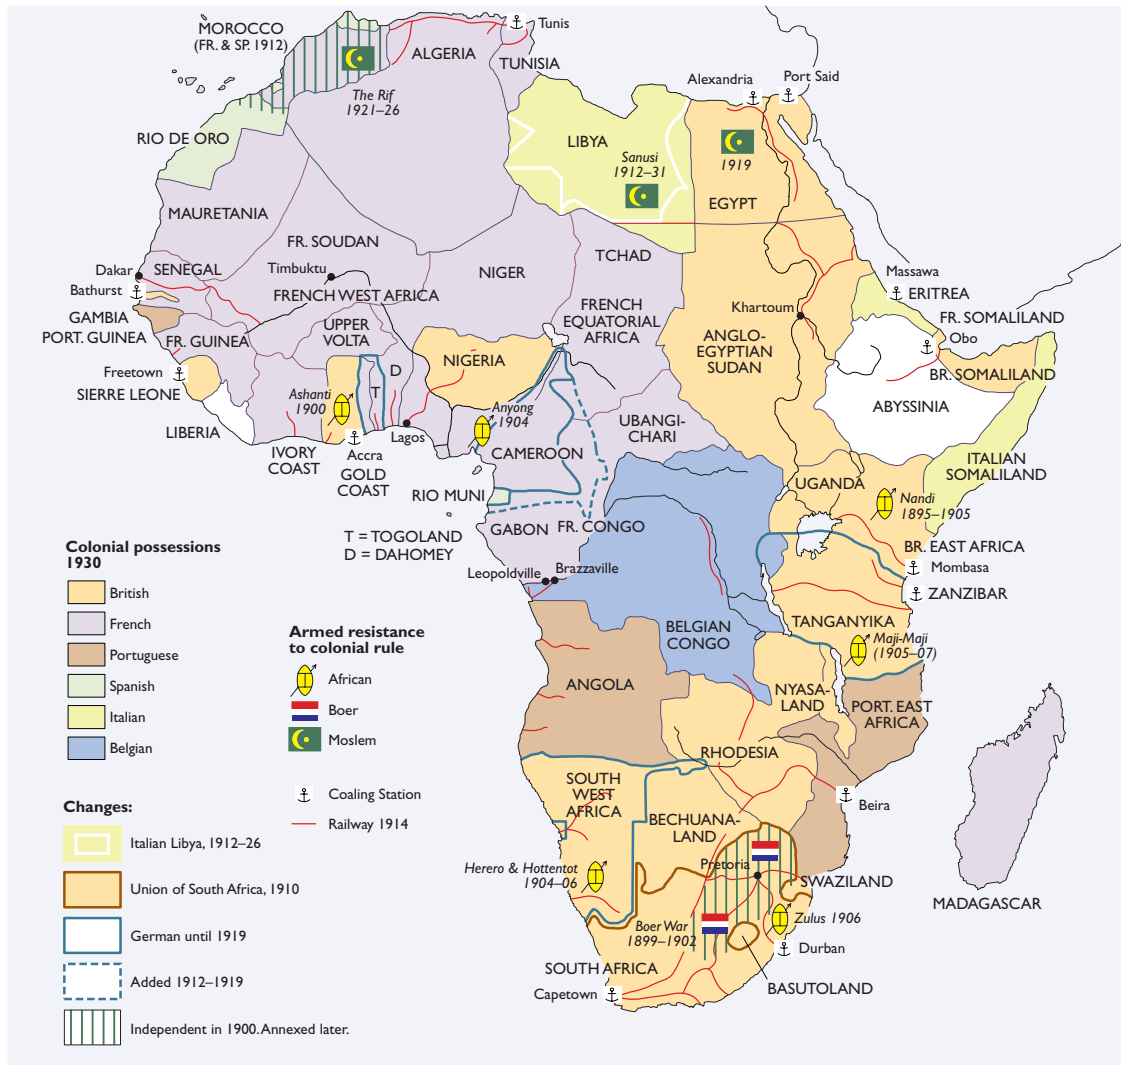 MOROCCO
(FR. & SP. 1912)
Tunis
ALGERIA
TUNISIA
The Rif
1921–26
Alexandria
Port Said
RIO DE ORO
LIBYA
Sanusi
1912–31
1919
EGYPT
MAURETANIA
FR. SOUDAN
TCHAD
Dakar
SENEGAL
Timbuktu
NIGER
Massawa
Bathurst
FRENCH WEST AFRICA
ERITREA
GAMBIA
FRENCH
EQUATORIAL
AFRICA
Khartoum
FR. SOMALILAND
PORT. GUINEA
FR. GUINEA
UPPER
VOLTA
ANGLO-
EGYPTIAN
SUDAN
Obo
NIGERIA
Freetown
D
BR. SOMALILAND
SIERRE LEONE
Ashanti
1900
T
Anyong
1904
ABYSSINIA
LIBERIA
Lagos
UBANGI-
CHARI
IVORY
COAST
Accra
GOLD
COAST
CAMEROON
ITALIAN
SOMALILAND
RIO MUNI
UGANDA
Nandi
1895–1905
GABON
FR. CONGO
T = TOGOLAND
D = DAHOMEY
BR. EAST AFRICA
Mombasa
Leopoldville
Brazzaville
ZANZIBAR
TANGANYIKA
BELGIAN
CONGO
Maji-Maji
(1905–07)
ANGOLA
NYASA-
LAND
PORT. EAST
AFRICA
RHODESIA
SOUTH
WEST
AFRICA
BECHUANA-
LAND
Beira
Pretoria
Herero & Hottentot
1904–06
SWAZILAND
MADAGASCAR
Boer War
1899–1902
Zulus 1906
Durban
SOUTH AFRICA
BASUTOLAND
Capetown
Colonial possessions
1930
British
French
Portuguese
Spanish
Italian
Belgian
Armed resistance
to colonial rule
African
Boer
Moslem
Coaling Station
Railway 1914
Changes:
Italian Libya, 1912–26
Union of South Africa, 1910
German until 1919
Added 1912–1919
Independent in 1900. Annexed later.